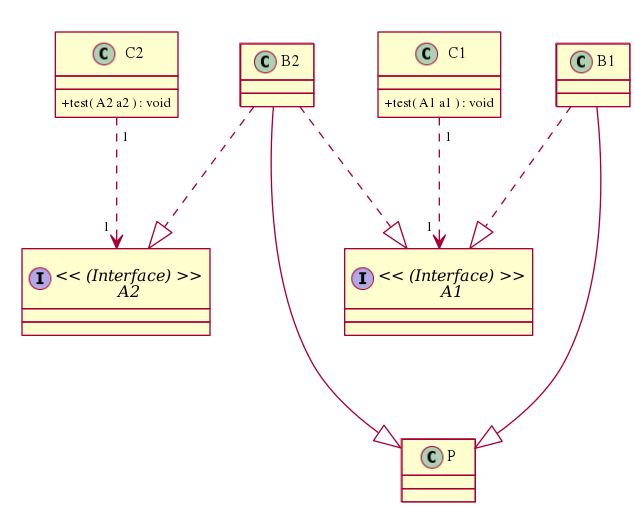 C C2
+test( A2 a2 ) : void
C B2
C C1
+test( A1 a1 ) : void
C B1
1
1
1
1
I << (Interface) >>
A2
I << (Interface) >>
A1
C P